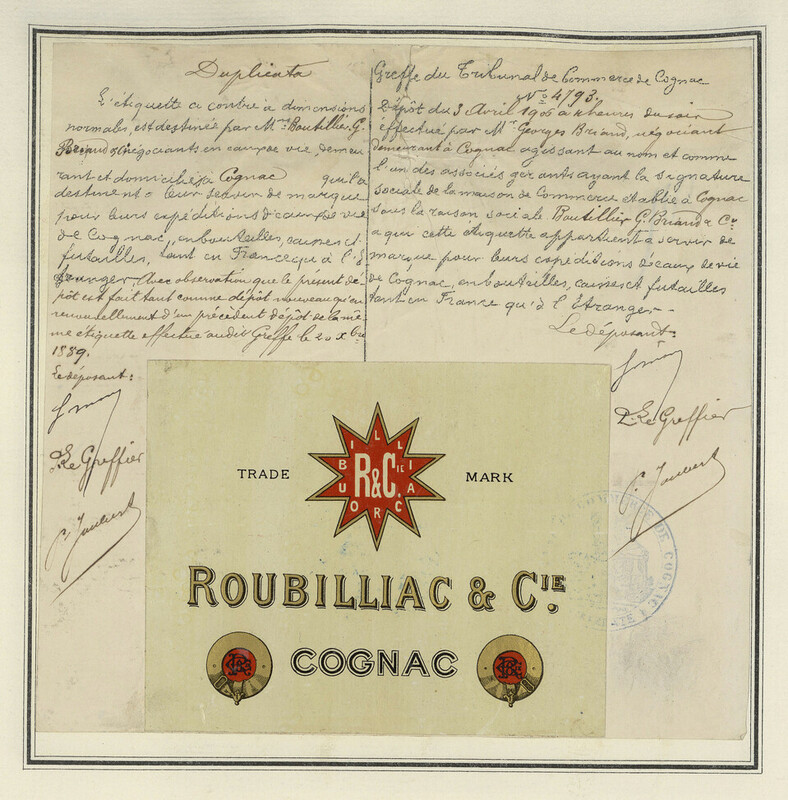 Duplicata
L'étiquette ci contre à dimensions
normales, est destinée par Mrs Boutillier G.
Briand & négociants en eaux de vie, demeu
rant et domiciliés à Cognac qui la
destinent à leur servir de marque
pour leurs expéditions d'eaux de vie
de Cognac, en bouteilles, caisses et
futailles, tant en France qu'à l'É
tranger, Avec observation que le présent dé-
pôt est fait tant comme dépôt nouveau qu'en
renouvellement d'un précédent dépôt de la mê
me étiquette effectué audit Greffe le 20 Xbre
1889.
Le déposant:
Le Greffier
Greffe du Tribunal de Commerce de Cognac
No 4793.
Dépôt du 3 Avril 1906 à heures du soir
effectué par Mr Georges Briand, négociant
demeurant à Cognac agissant au nom et comme
l'un des associés gérants ayant la signature
sociale de la maison de Commerce établie à Cognac
sous la raison sociale Boutillier G. Briand & Cie
à qui cette étiquette appartient à servir de
marque pour leurs expéditions d'eaux de vie
de Cognac, en bouteilles, caisses et futailles
tant en France qu'à l'Étranger.
Le déposant:
Le Greffier
TRADE MARK
ROUBILLIAC
R&CIE.
ROUBILLIAC & CIE.
COGNAC
DE COGNAC